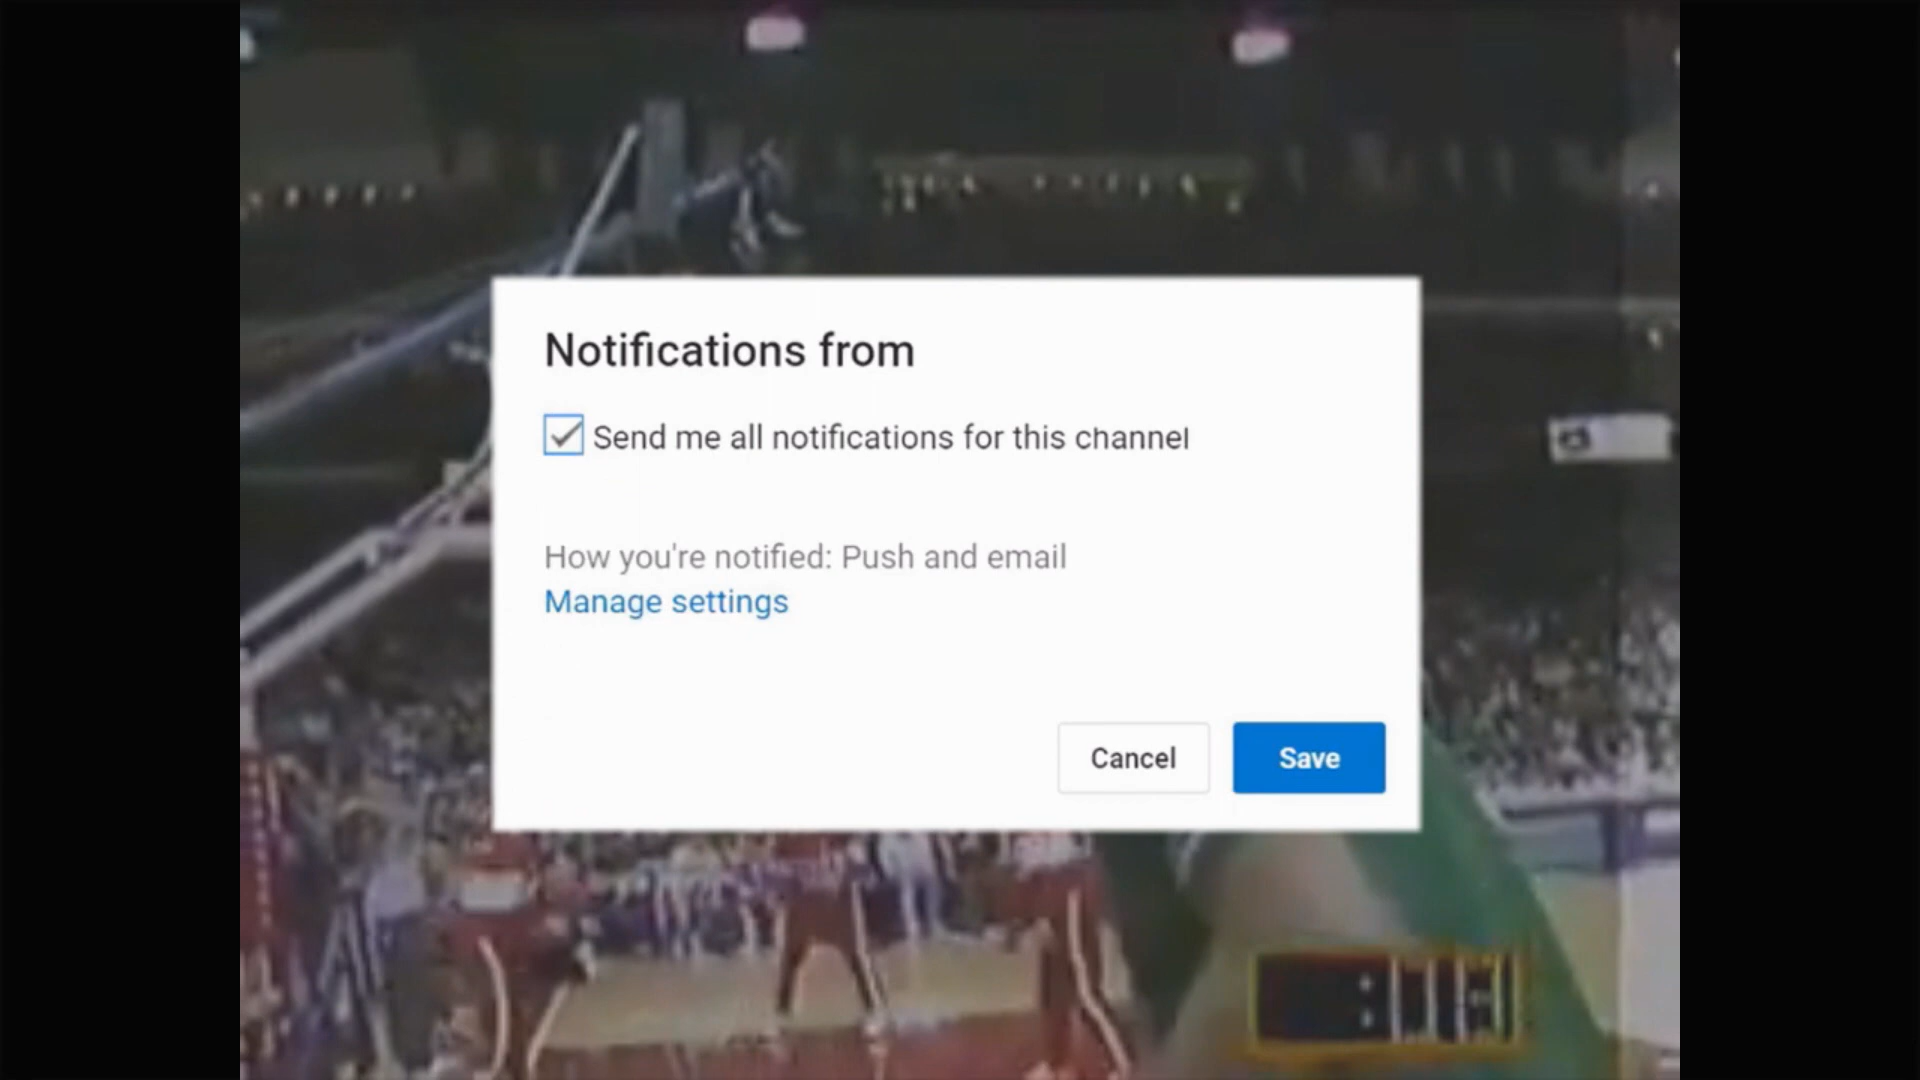 Notifications from
Send me all notifications for this channel
How you're notified: Push and email
Manage settings
Cancel
Save